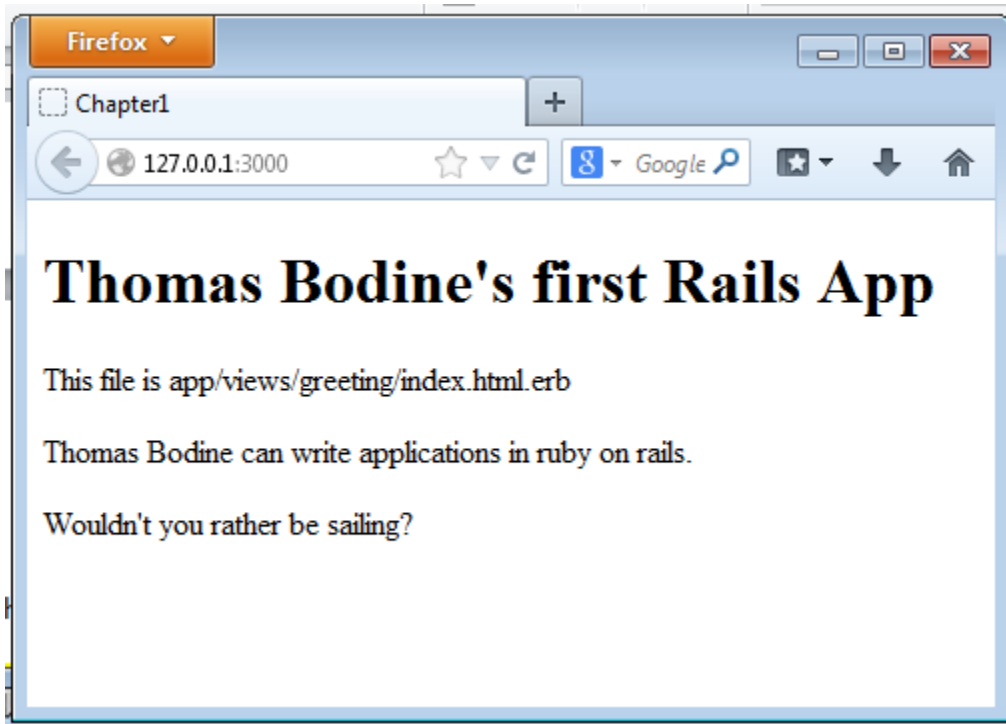 Firefox
Chapter1
127.0.0.1:3000
8 Google
Thomas Bodine's first Rails App
This file is app/views/greeting/index.html.erb
Thomas Bodine can write applications in ruby on rails.
Wouldn't you rather be sailing?